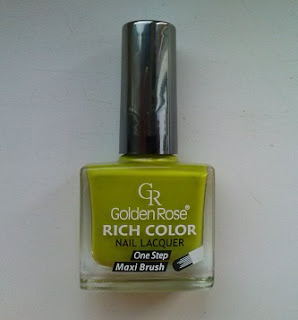 GR
Golden Rose®
RICH COLOR
NAIL LACQUER
One Step
Maxi Brush